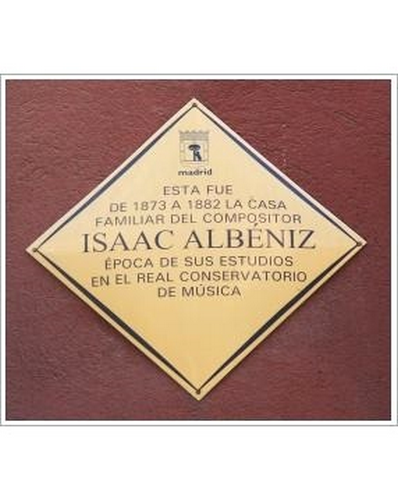 madrid
ESTA FUE
DE 1873 A 1882 LA CASA
FAMILIAR DEL COMPOSITOR
ISAAC ALBÉNIZ
ÉPOCA DE SUS ESTUDIOS
EN EL REAL CONSERVATORIO
DE MÚSICA